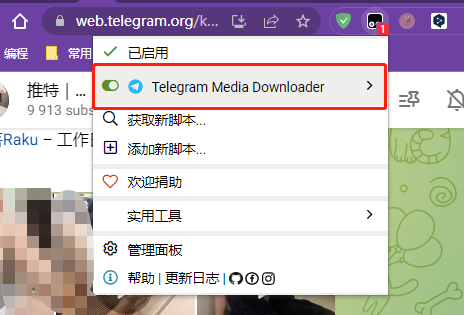 web.telegram.org/k...
1
编程
已启用
推特｜...
9 913 subs
Telegram Media Downloader
获取新脚本...
Raku – 工作
添加新脚本...
欢迎捐助
实用工具
管理面板
帮助 | 更新日志 |